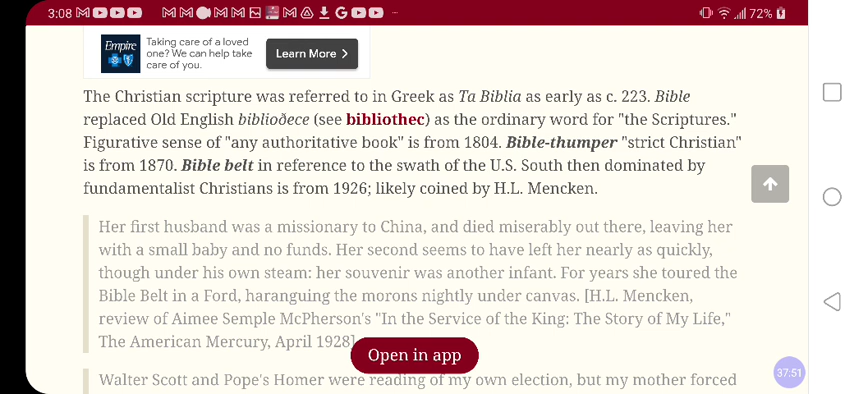 3:08
72%
Empire
Taking care of a loved
one? We can help take
care of you.
Learn More
The Christian scripture was referred to in Greek as Ta Biblia as early as c. 223. Bible
replaced Old English biblioðece (see bibliothec) as the ordinary word for "the Scriptures."
Figurative sense of "any authoritative book" is from 1804. Bible-thumper "strict Christian"
is from 1870. Bible belt in reference to the swath of the U.S. South then dominated by
fundamentalist Christians is from 1926; likely coined by H.L. Mencken.
Her first husband was a missionary to China, and died miserably out there, leaving her
with a small baby and no funds. Her second seems to have left her nearly as quickly,
though under his own steam: her souvenir was another infant. For years she toured the
Bible Belt in a Ford, haranguing the morons nightly under canvas. [H.L. Mencken,
review of Aimee Semple McPherson's "In the Service of the King: The Story of My Life,"
The American Mercury, April 1928]
Open in app
37:51
Walter Scott and Pope's Homer were reading of my own election, but my mother forced